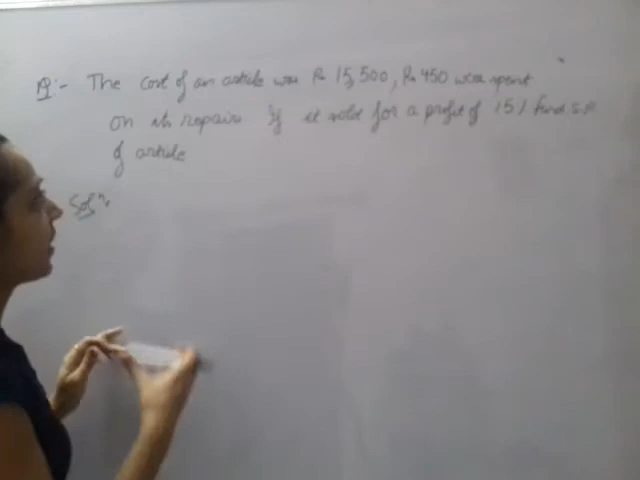 Q:- The cost of an article was Rs 15,500, Rs 450 were spent
on its repairs If it sold for a profit of 15% find S.P.
of article
Solⁿ: